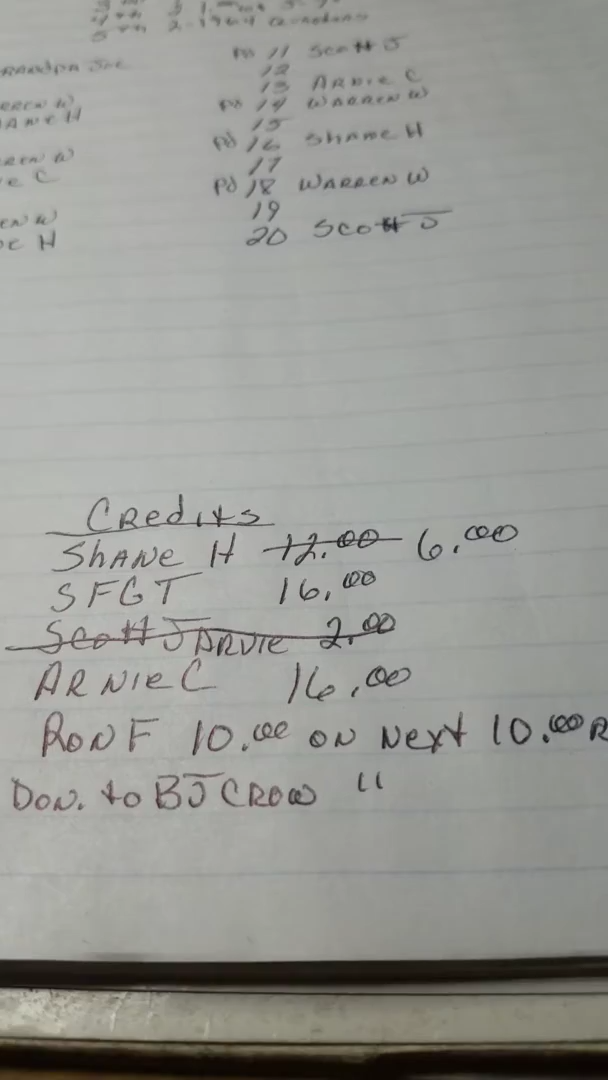 Pd 11 Scott J
12
13 ARNIE C
Pd 14 WARREN W
15
Pd 16 Shane H
17
Pd 18 WARREN W
19
20 Scott J
W
H
W
C
W
H
Credits
SHANE H 12.00 6.00
SFGT 16.00
Scott JARVIE 2.00
ARNIE C 16.00
RON F 10.00 ON Next 10.00 R
DON. to BJ CROW "